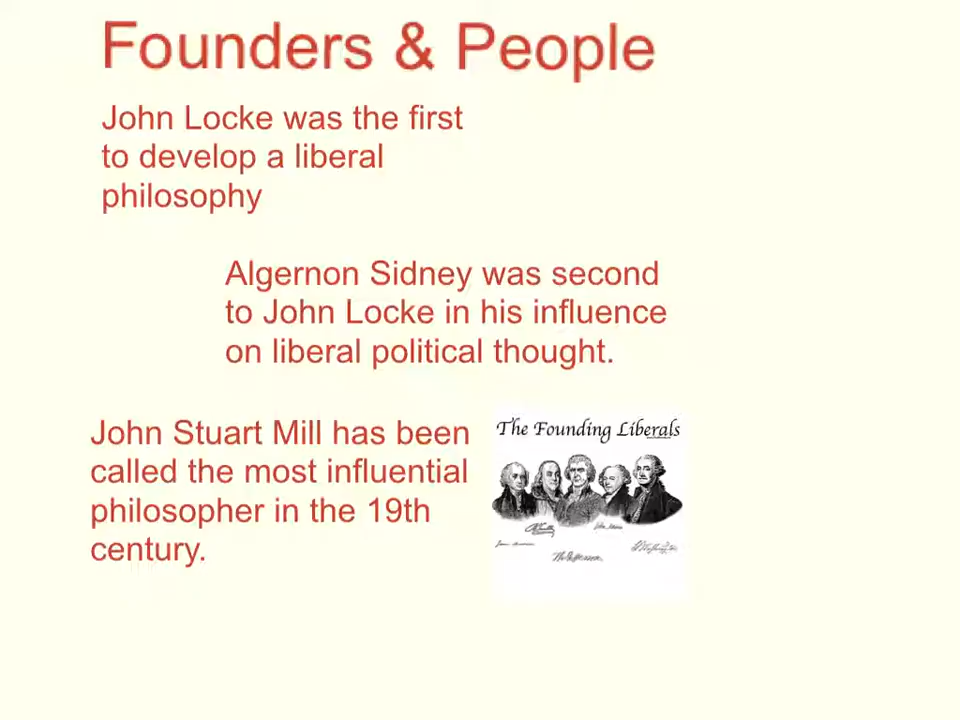 Founders & People
John Locke was the first
to develop a liberal
philosophy
Algernon Sidney was second
to John Locke in his influence
on liberal political thought.
John Stuart Mill has been
called the most influential
philosopher in the 19th
century.
The Founding Liberals